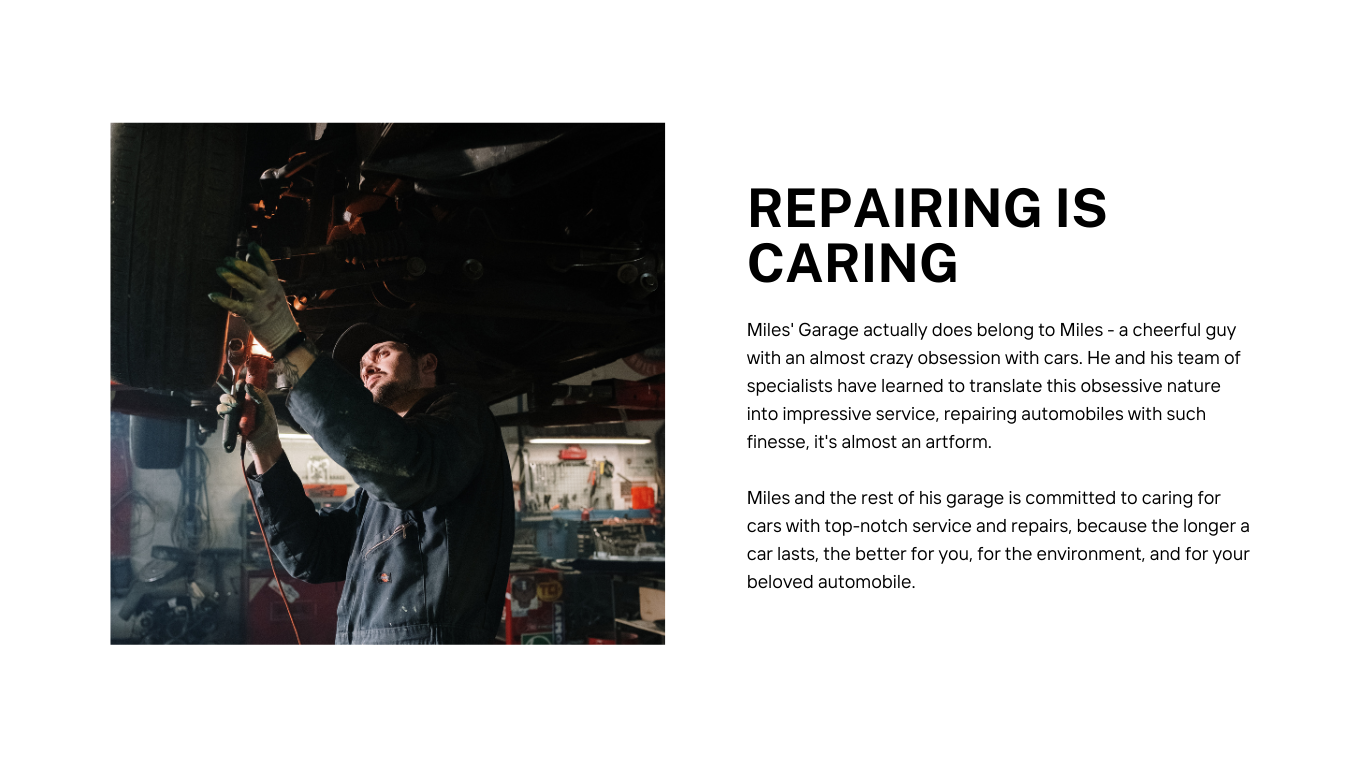 REPAIRING IS
CARING
Miles' Garage actually does belong to Miles - a cheerful guy
with an almost crazy obsession with cars. He and his team of
specialists have learned to translate this obsessive nature
into impressive service, repairing automobiles with such
finesse, it's almost an artform.
Miles and the rest of his garage is committed to caring for
cars with top-notch service and repairs, because the longer a
car lasts, the better for you, for the environment, and for your
beloved automobile.